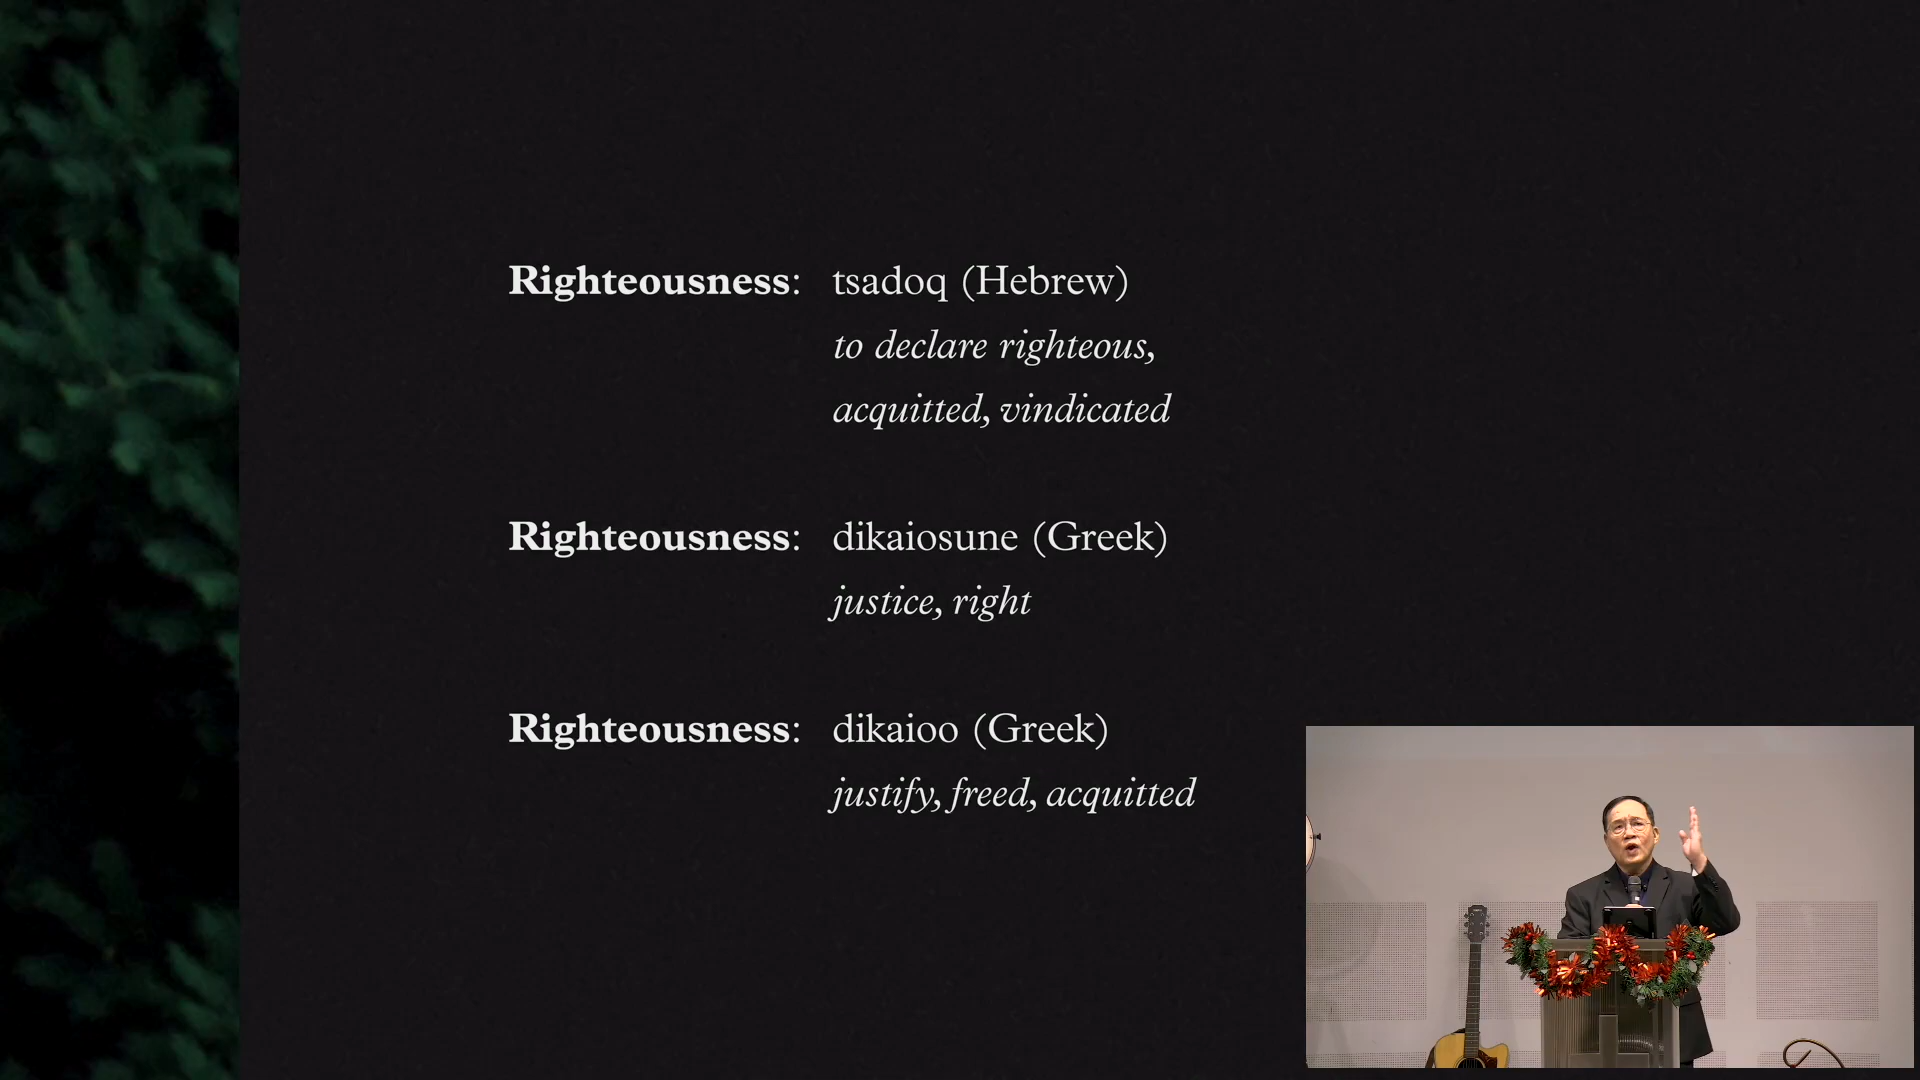 Righteousness: tsadoq (Hebrew)
to declare righteous,
acquitted, vindicated
Righteousness: dikaiosune (Greek)
justice, right
Righteousness: dikaioo (Greek)
justify, freed, acquitted